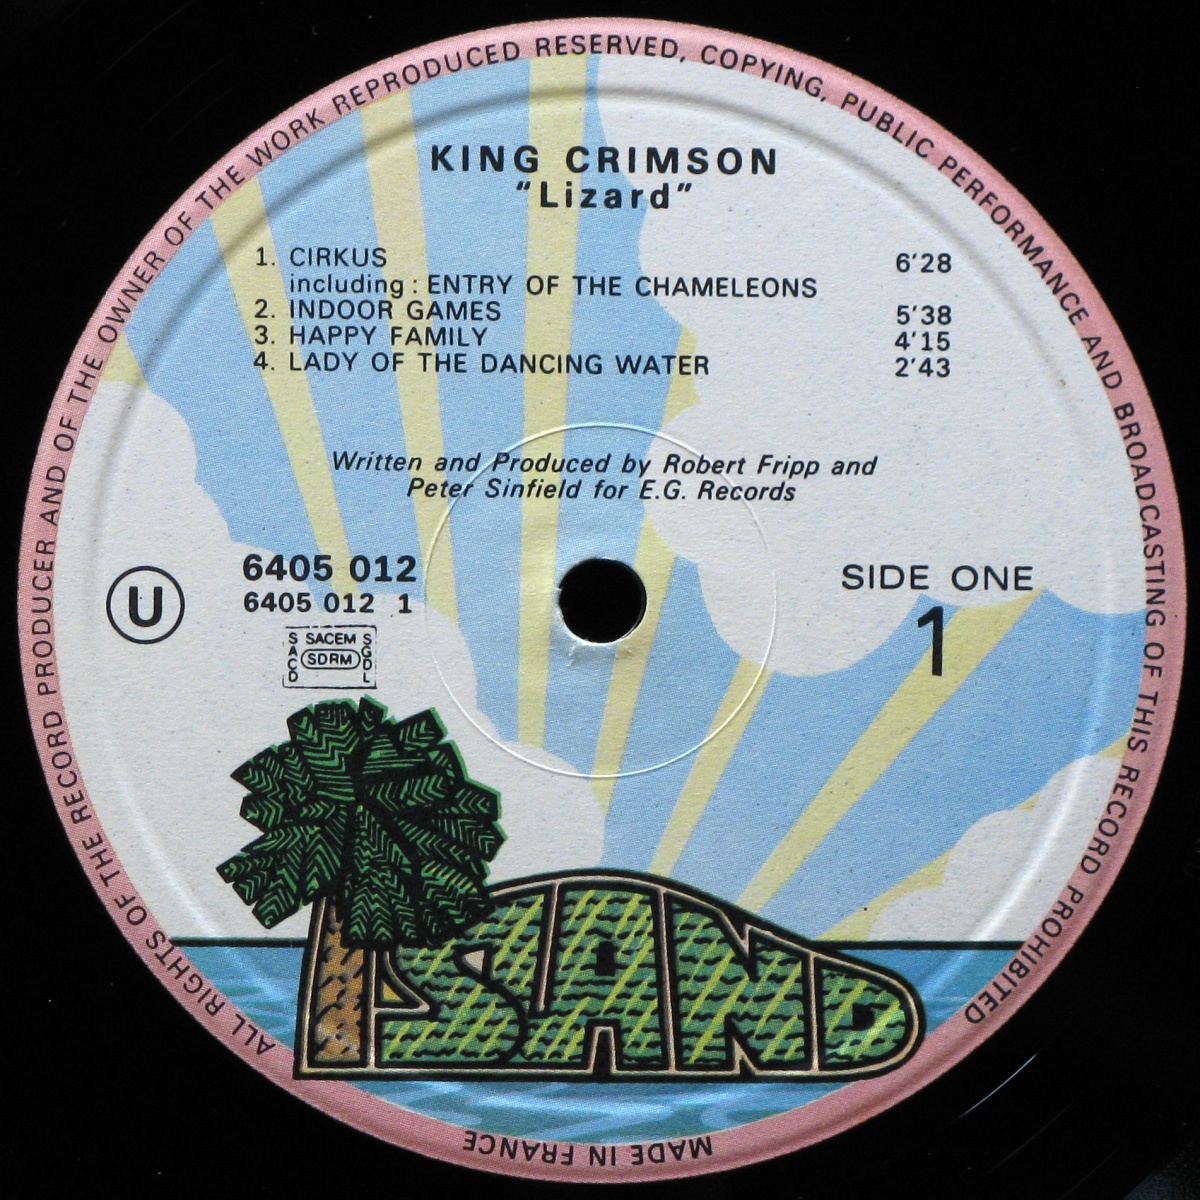 ALL RIGHTS OF THE RECORD PRODUCER AND OF THE OWNER OF THE WORK REPRODUCED RESERVED, COPYING, PUBLIC PERFORMANCE AND BROADCASTING OF THIS RECORD PROHIBITED
KING CRIMSON
"Lizard"
1. CIRKUS 6'28
including : ENTRY OF THE CHAMELEONS
2. INDOOR GAMES 5'38
3. HAPPY FAMILY 4'15
4. LADY OF THE DANCING WATER 2'43
Written and Produced by Robert Fripp and
Peter Sinfield for E.G. Records
6405 012
6405 012 1
U
SIDE ONE
1
SACD SACEM SGDL
SDRM
ISLAND
MADE IN FRANCE